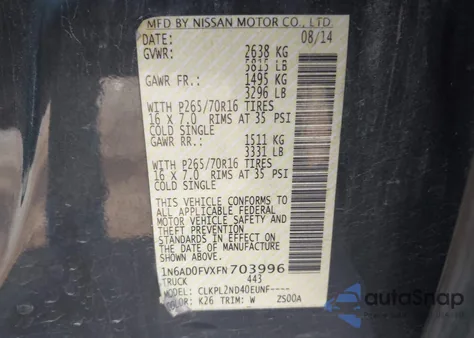 MFD BY NISSAN MOTOR CO., LTD.
DATE: 08/14
GVWR: 2638 KG
5815 LB
GAWR FR.: 1495 KG
3296 LB
WITH P265/70R16 TIRES
16 X 7.0 RIMS AT 35 PSI
COLD SINGLE
GAWR RR.: 1511 KG
3331 LB
WITH P265/70R16 TIRES
16 X 7.0 RIMS AT 35 PSI
COLD SINGLE
THIS VEHICLE CONFORMS TO
ALL APPLICABLE FEDERAL
MOTOR VEHICLE SAFETY AND
THEFT PREVENTION
STANDARDS IN EFFECT ON THE
DATE OF MANUFACTURE
SHOWN ABOVE.
1N6AD0FVXFN703996
TRUCK 443
MODEL: CLKPL2ND40EUNF----
COLOR: K26 TRIM: W ZS00A
autoSnap
www.autosnap.com